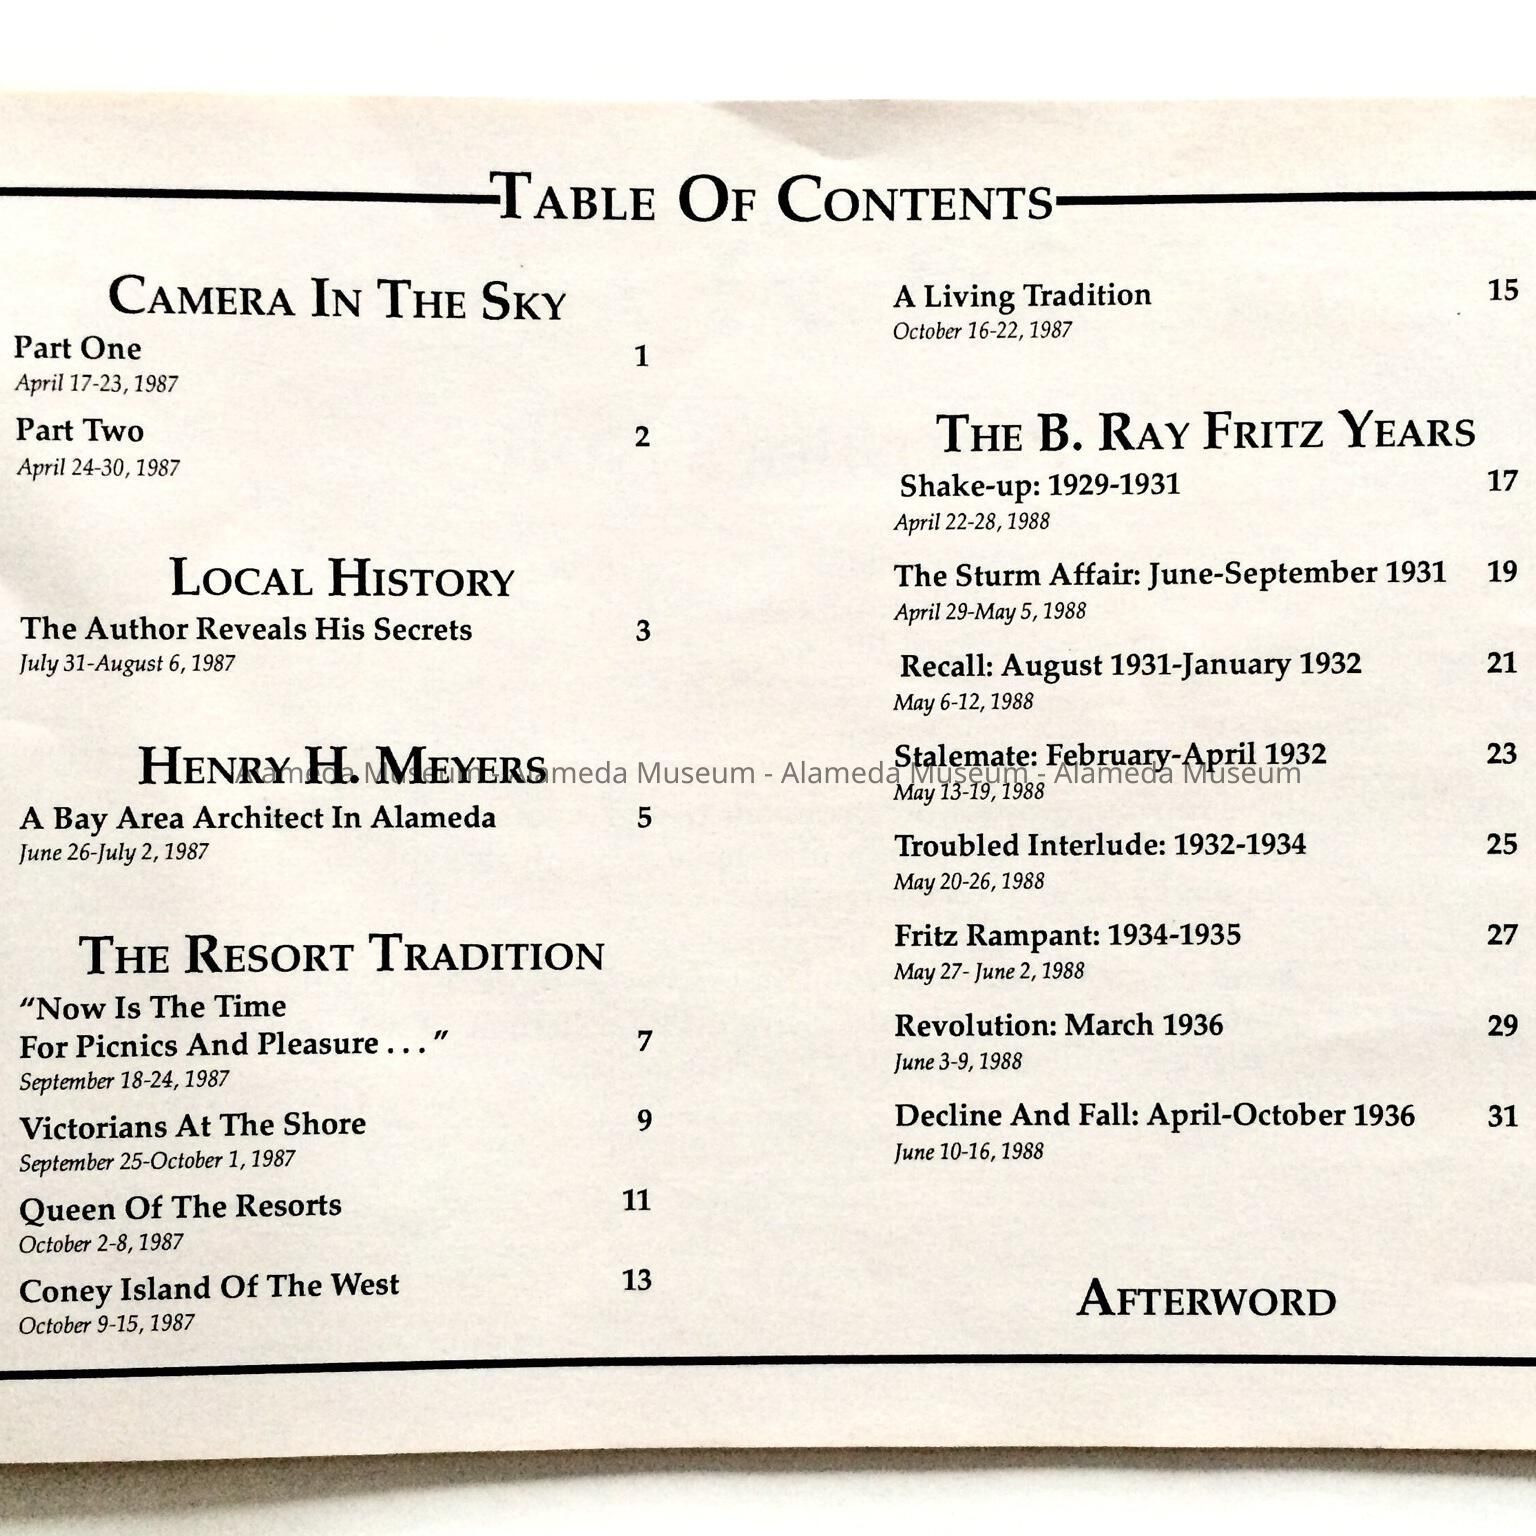 TABLE OF CONTENTS
CAMERA IN THE SKY
Part One 1
April 17-23, 1987
Part Two 2
April 24-30, 1987
LOCAL HISTORY
The Author Reveals His Secrets 3
July 31-August 6, 1987
HENRY H. MEYERS
A Bay Area Architect In Alameda 5
June 26-July 2, 1987
THE RESORT TRADITION
"Now Is The Time
For Picnics And Pleasure . . . " 7
September 18-24, 1987
Victorians At The Shore 9
September 25-October 1, 1987
Queen Of The Resorts 11
October 2-8, 1987
Coney Island Of The West 13
October 9-15, 1987
A Living Tradition 15
October 16-22, 1987
THE B. RAY FRITZ YEARS
Shake-up: 1929-1931 17
April 22-28, 1988
The Sturm Affair: June-September 1931 19
April 29-May 5, 1988
Recall: August 1931-January 1932 21
May 6-12, 1988
Stalemate: February-April 1932 23
May 13-19, 1988
Troubled Interlude: 1932-1934 25
May 20-26, 1988
Fritz Rampant: 1934-1935 27
May 27- June 2, 1988
Revolution: March 1936 29
June 3-9, 1988
Decline And Fall: April-October 1936 31
June 10-16, 1988
AFTERWORD
Alameda Museum - Alameda Museum - Alameda Museum - Alameda Museum